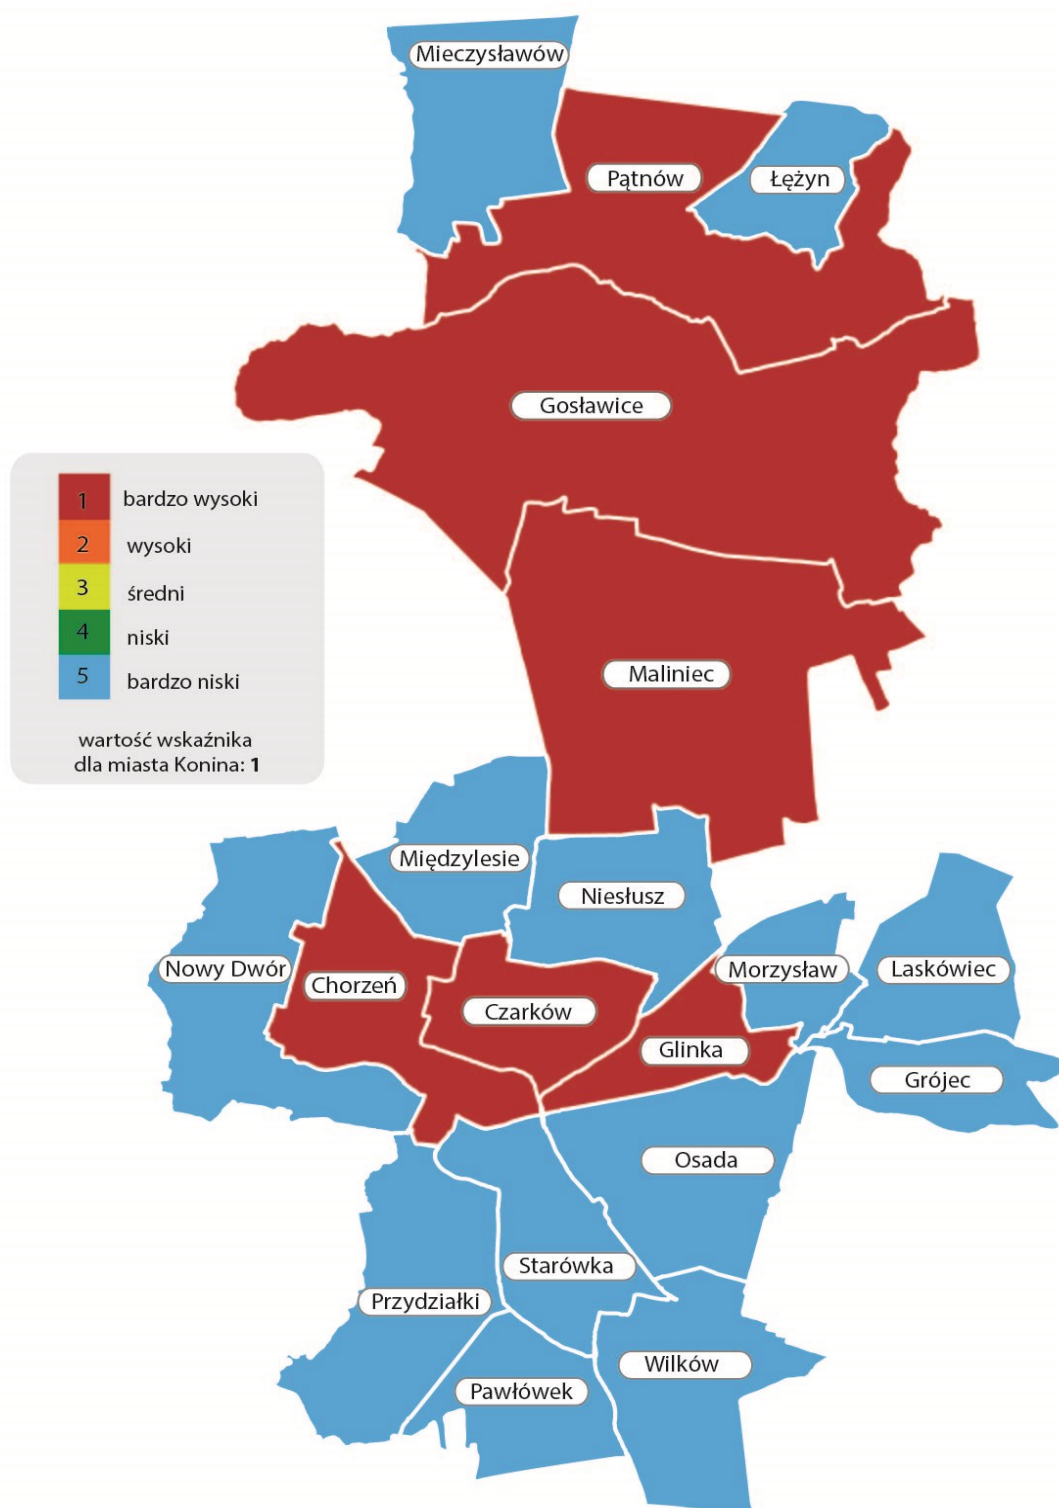 Mieczysławów
Pątnów
Łężyn
Gosławice
1 bardzo wysoki
2 wysoki
3 średni
4 niski
5 bardzo niski
wartość wskaźnika
dla miasta Konina: 1
Maliniec
Międzylesie
Niesłusz
Nowy Dwór
Chorzeń
Czarków
Morzysław
Laskówiec
Glinka
Grójec
Osada
Starówka
Przydziałki
Wilków
Pawłówek